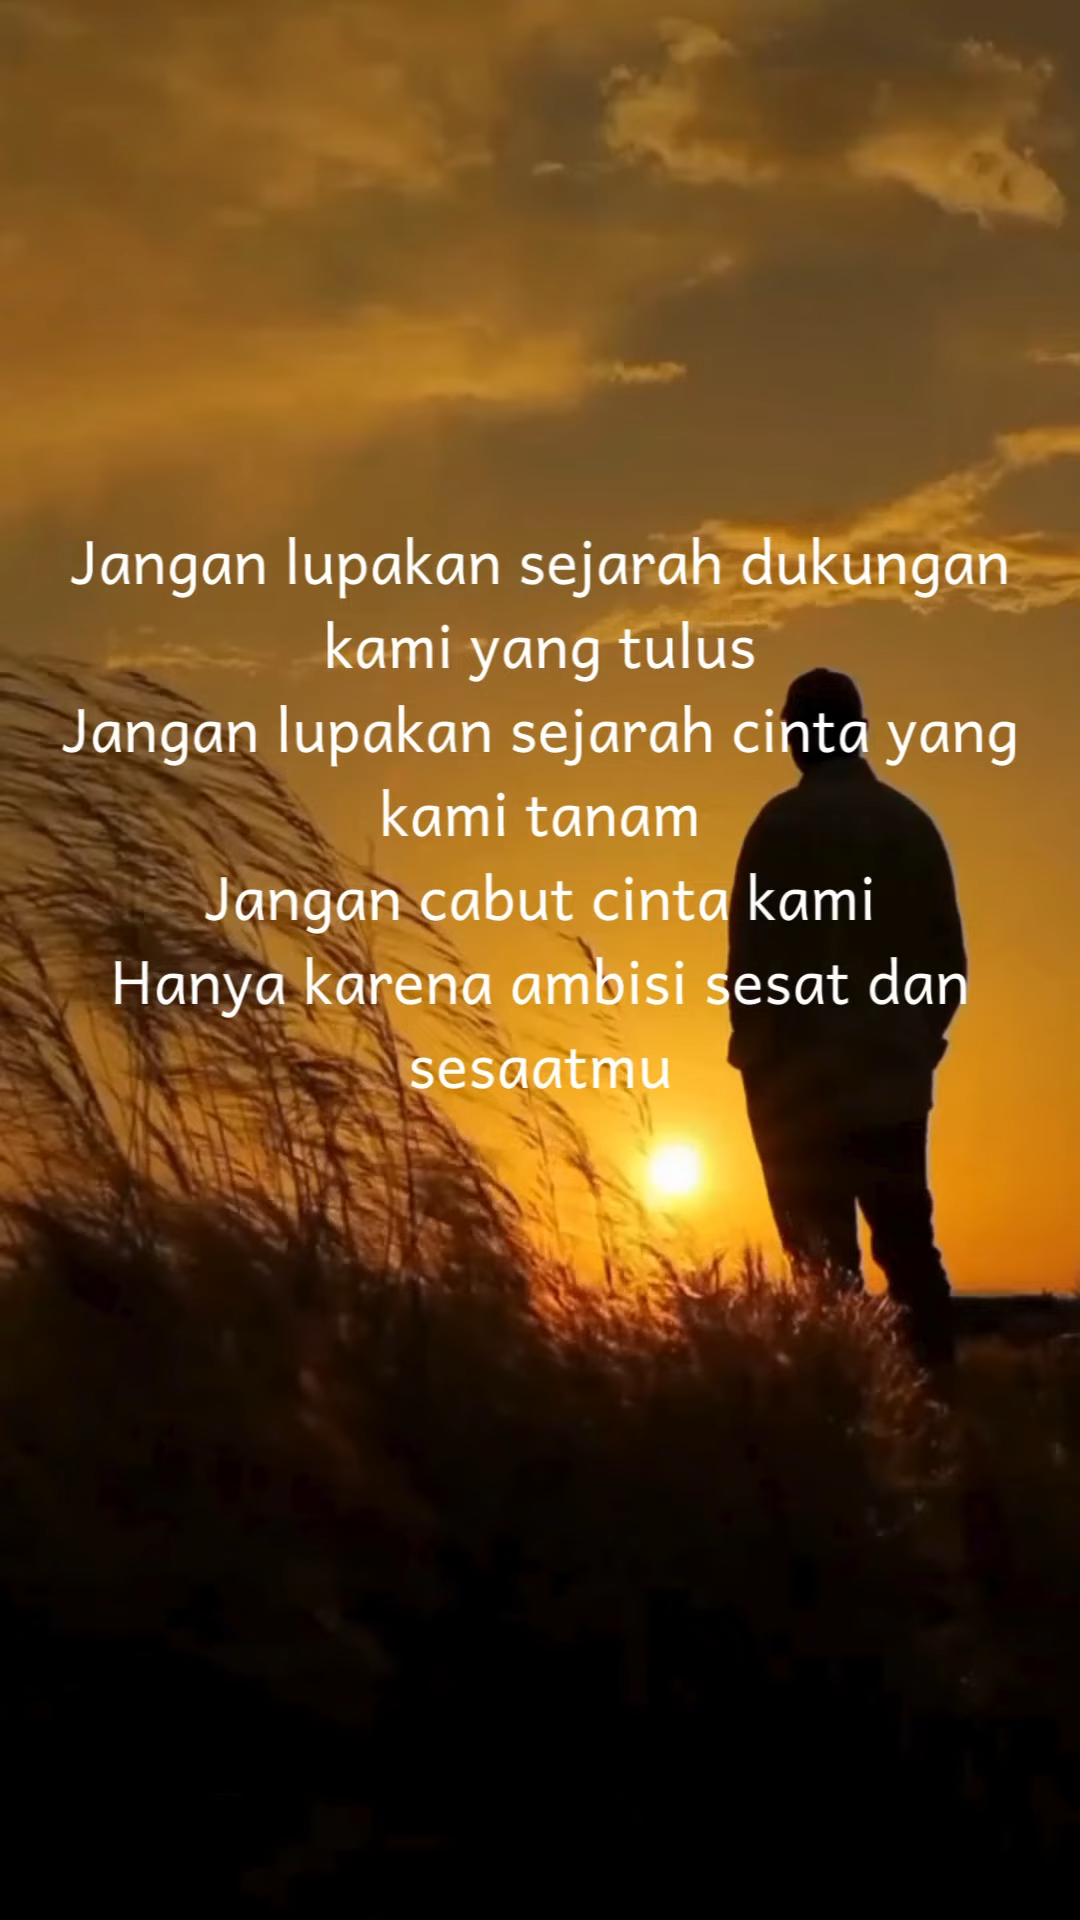 Jangan lupakan sejarah dukungan
kami yang tulus
Jangan lupakan sejarah cinta yang
kami tanam
Jangan cabut cinta kami
Hanya karena ambisi sesat dan
sesaatmu